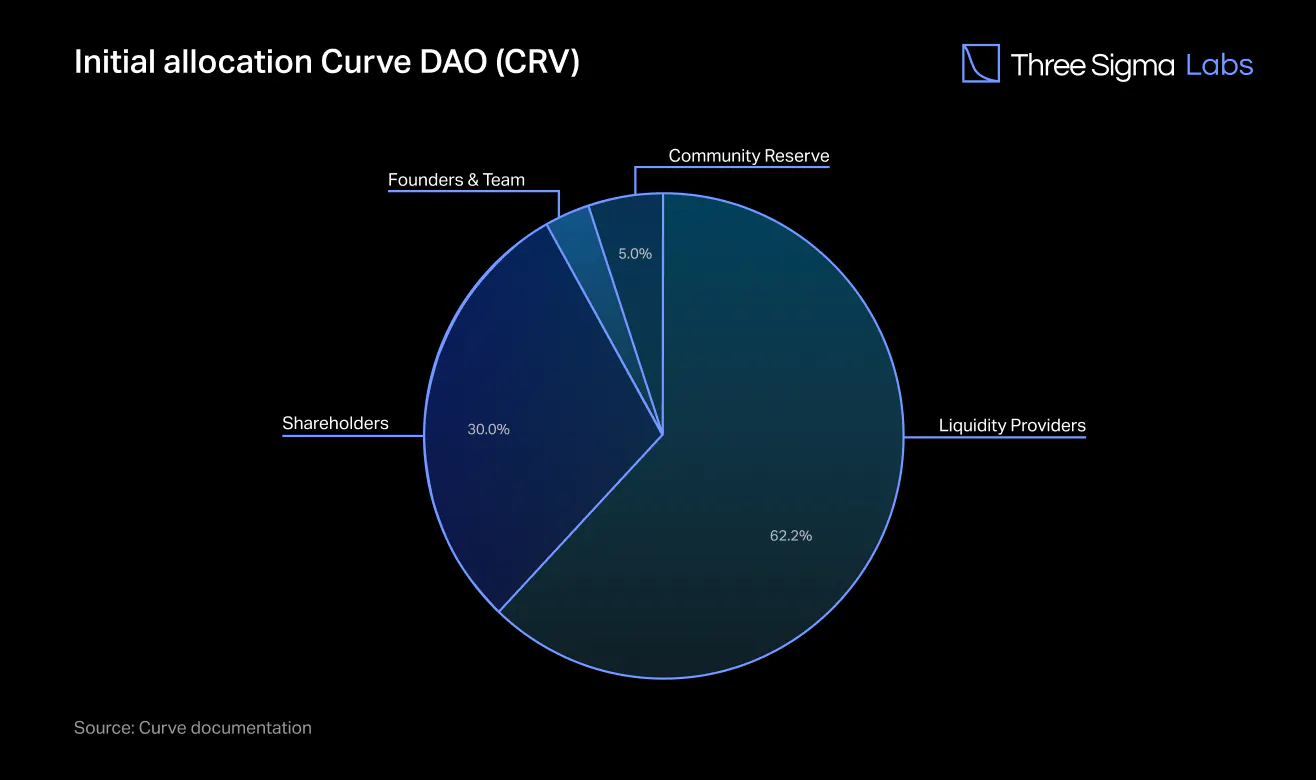 Initial allocation Curve DAO (CRV)
Three Sigma Labs
Community Reserve
Founders & Team
5.0%
Shareholders
30.0%
Liquidity Providers
62.2%
Source: Curve documentation